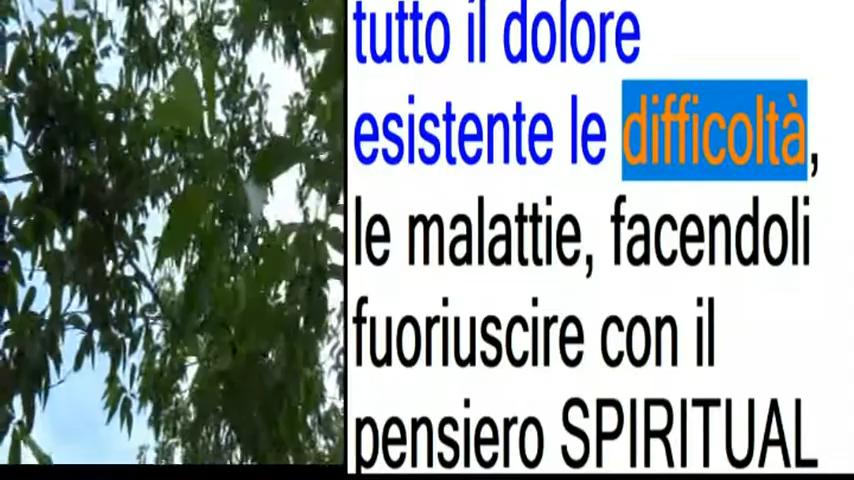 tutto il dolore
esistente le difficoltà,
le malattie, facendoli
fuoriuscire con il
pensiero SPIRITUAL